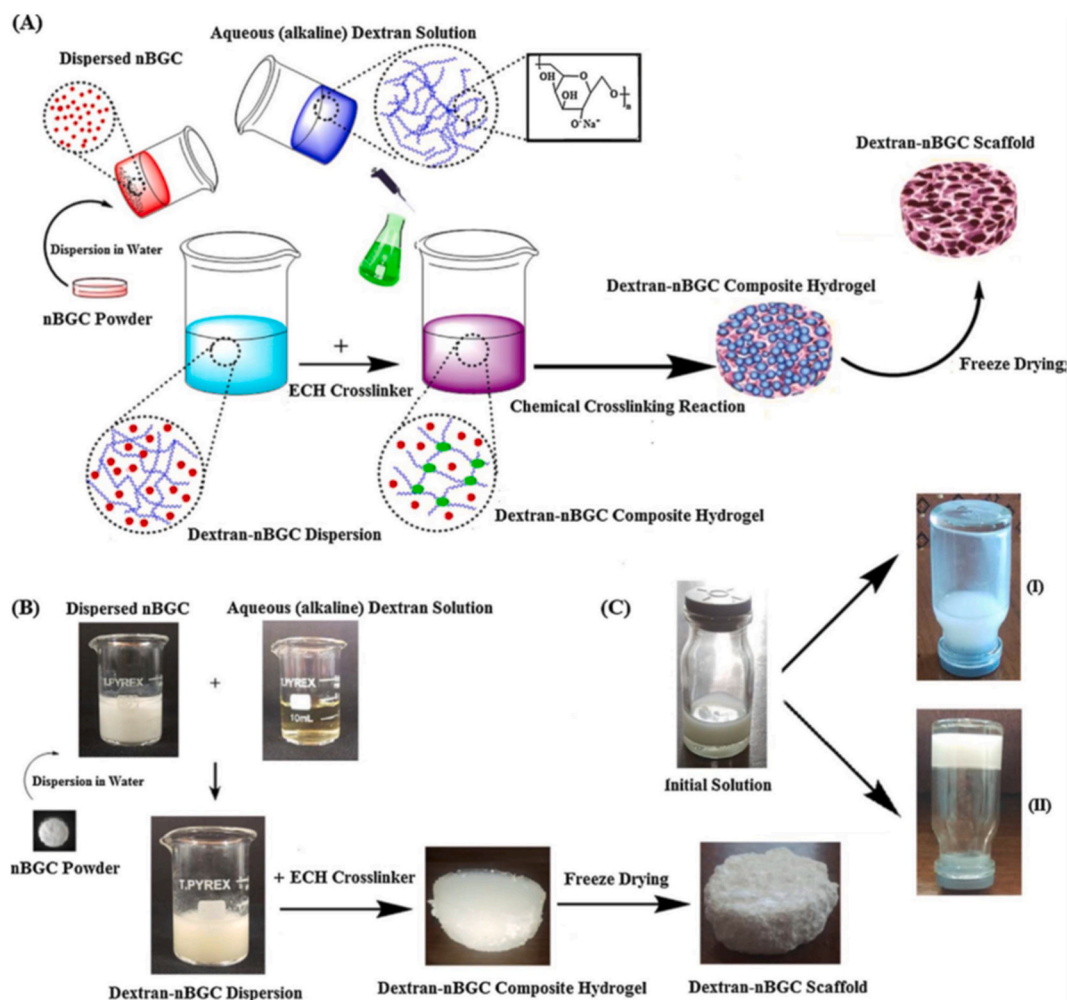 (A)
Aqueous (alkaline) Dextran Solution
Dispersed nBGC
OH
OH
O
O
n
O⁻Na⁺
Dextran-nBGC Scaffold
Dispersion in Water
nBGC Powder
Dextran-nBGC Composite Hydrogel
+
ECH Crosslinker
Chemical Crosslinking Reaction
Freeze Drying
Dextran-nBGC Dispersion
Dextran-nBGC Composite Hydrogel
(B)
Dispersed nBGC
Aqueous (alkaline) Dextran Solution
(C)
(I)
T.PYREX
+
T.PYREX
10mL
Dispersion in Water
Initial Solution
(II)
nBGC Powder
T.PYREX
+ ECH Crosslinker
Freeze Drying
Dextran-nBGC Dispersion
Dextran-nBGC Composite Hydrogel
Dextran-nBGC Scaffold